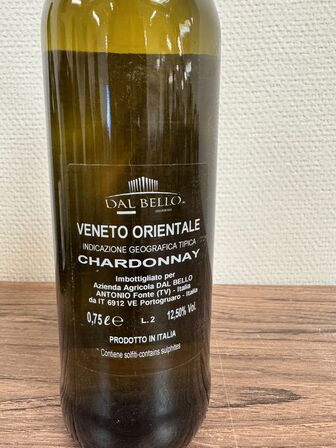 DAL BELLO
VENETO ORIENTALE
INDICAZIONE GEOGRAFICA TIPICA
CHARDONNAY
Imbottigliato per
Azienda Agricola DAL BELLO
ANTONIO Fonte (TV) - Italia
da IT 6912 VE Portogruaro - Italia
0,75 ℓ ℮ L. 2 12,50% Vol.
PRODOTTO IN ITALIA
Contiene solfiti-contains sulphites